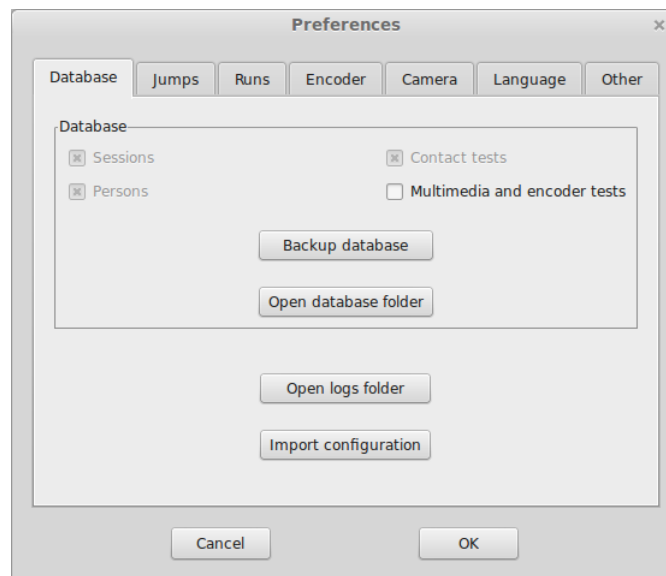 Preferences
Database Jumps Runs Encoder Camera Language Other
Database
Sessions Contact tests
Persons Multimedia and encoder tests
Backup database
Open database folder
Open logs folder
Import configuration
Cancel OK